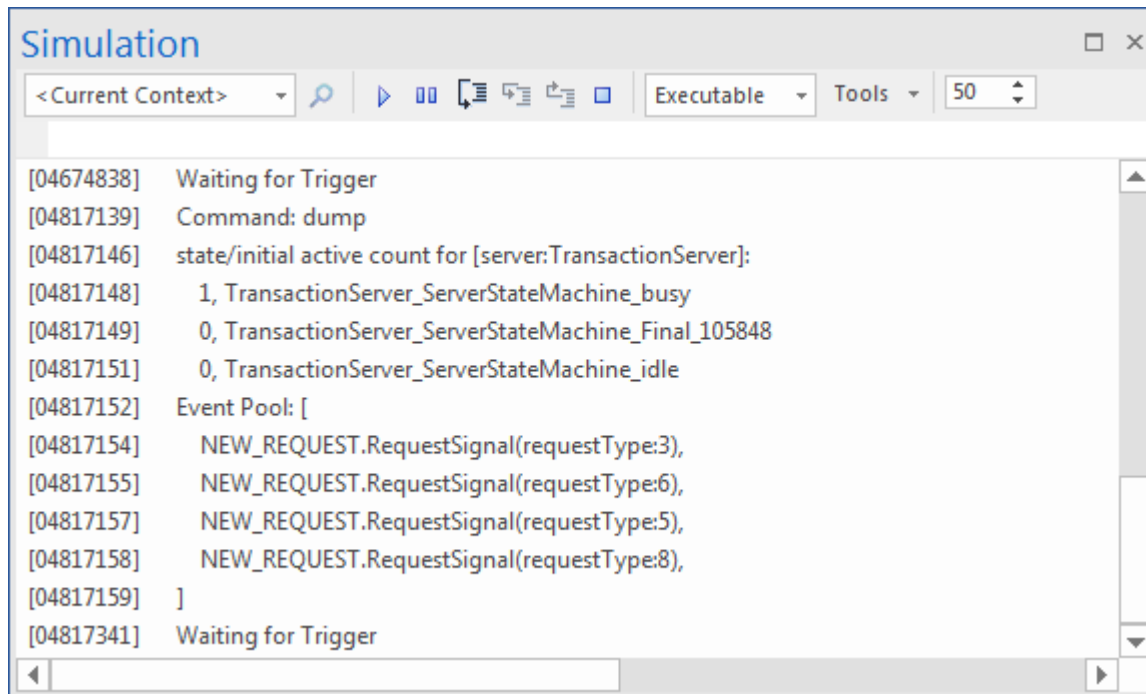 Simulation
<Current Context> Executable Tools 50
[04674838] Waiting for Trigger
[04817139] Command: dump
[04817146] state/initial active count for [server:TransactionServer]:
[04817148] 1, TransactionServer_ServerStateMachine_busy
[04817149] 0, TransactionServer_ServerStateMachine_Final_105848
[04817151] 0, TransactionServer_ServerStateMachine_idle
[04817152] Event Pool: [
[04817154] NEW_REQUEST.RequestSignal(requestType:3),
[04817155] NEW_REQUEST.RequestSignal(requestType:6),
[04817157] NEW_REQUEST.RequestSignal(requestType:5),
[04817158] NEW_REQUEST.RequestSignal(requestType:8),
[04817159] ]
[04817341] Waiting for Trigger